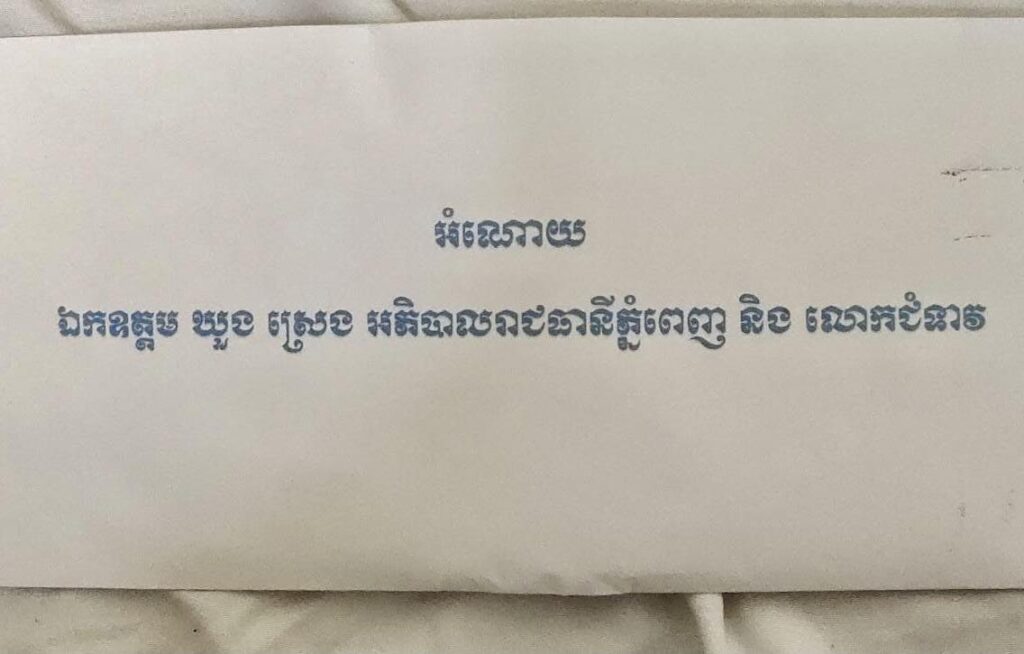 អំណោយ
ឯកឧត្តម ឃួង ស្រេង អភិបាលរាជធានីភ្នំពេញ និង លោកជំទាវ